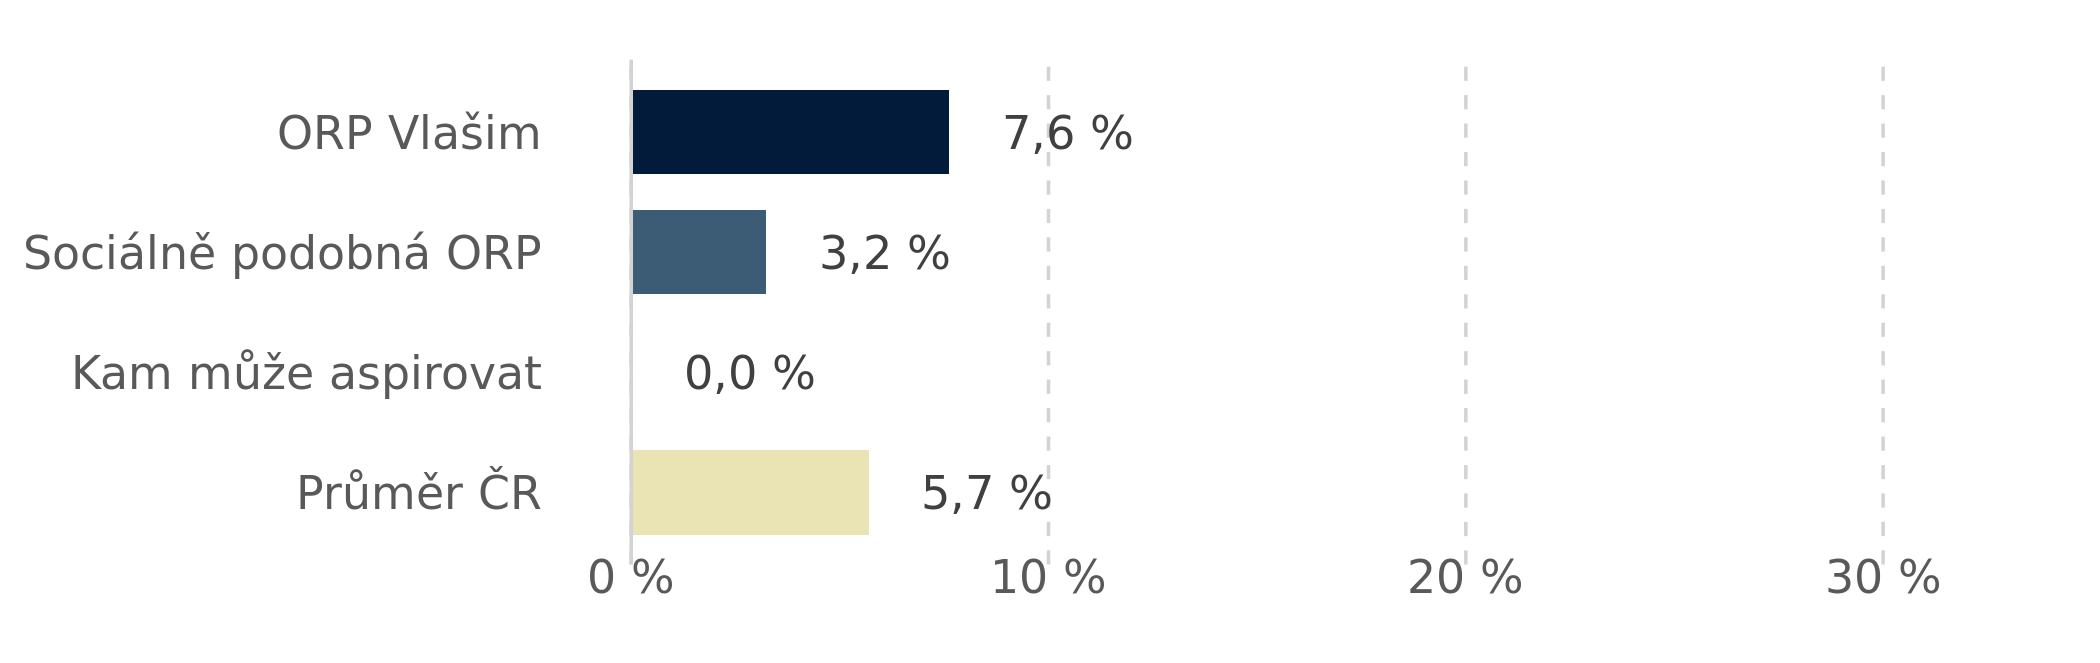 ORP Vlašim 7,6 %
Sociálně podobná ORP 3,2 %
Kam může aspirovat 0,0 %
Průměr ČR 5,7 %
0 % 10 % 20 % 30 %